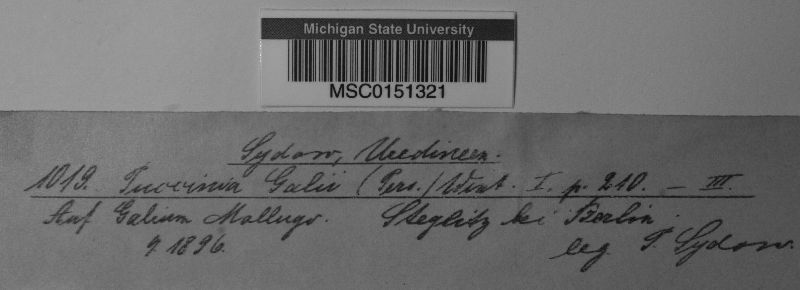 Michigan State University
MSC0151321
Sydow, Uredineen.
1019. Puccinia Galii (Pers.) Wint. I. p. 210. — III.
Auf Galium Mollugo. Steglitz bei Berlin.
9 1896. leg. P. Sydow.